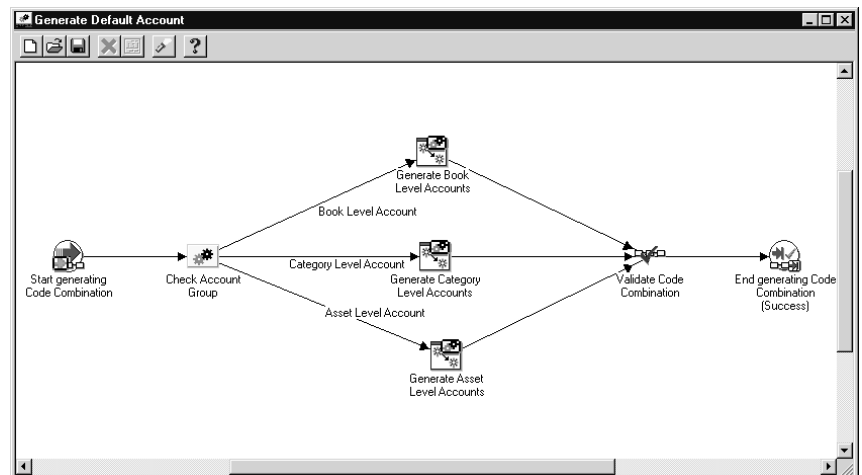 Generate Default Account
Generate Book
Level Accounts
Book Level Account
Start generating
Code Combination
Check Account
Group
Category Level Account
Generate Category
Level Accounts
Validate Code
Combination
End generating Code
Combination
(Success)
Asset Level Account
Generate Asset
Level Accounts